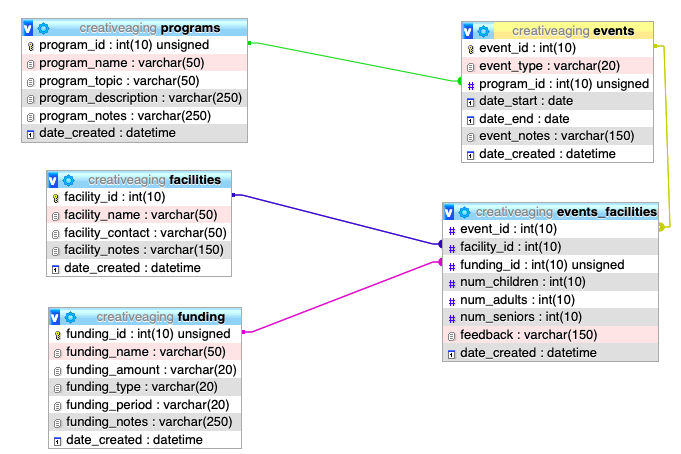 creativeaging programs
program_id : int(10) unsigned
program_name : varchar(50)
program_topic : varchar(50)
program_description : varchar(250)
program_notes : varchar(250)
date_created : datetime
creativeaging events
event_id : int(10)
event_type : varchar(20)
program_id : int(10) unsigned
date_start : date
date_end : date
event_notes : varchar(150)
date_created : datetime
creativeaging facilities
facility_id : int(10)
facility_name : varchar(50)
facility_contact : varchar(50)
facility_notes : varchar(150)
date_created : datetime
creativeaging events_facilities
event_id : int(10)
facility_id : int(10)
funding_id : int(10) unsigned
num_children : int(10)
num_adults : int(10)
num_seniors : int(10)
feedback : varchar(150)
date_created : datetime
creativeaging funding
funding_id : int(10) unsigned
funding_name : varchar(50)
funding_amount : varchar(20)
funding_type : varchar(20)
funding_period : varchar(20)
funding_notes : varchar(250)
date_created : datetime